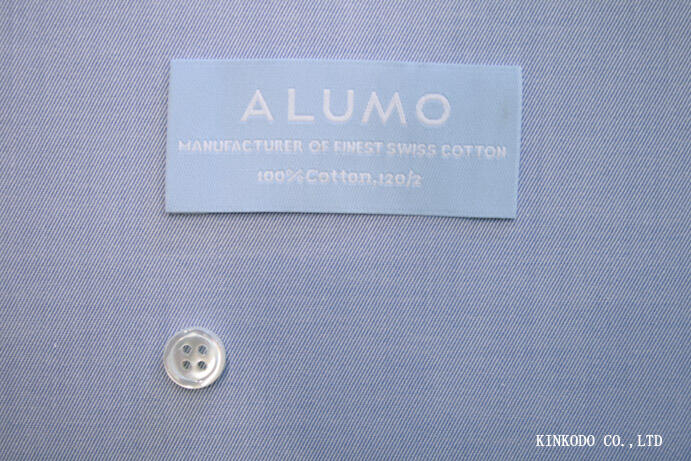 ALUMO
MANUFACTURER OF FINEST SWISS COTTON
100%Cotton.120/2
KINKODO CO.,LTD